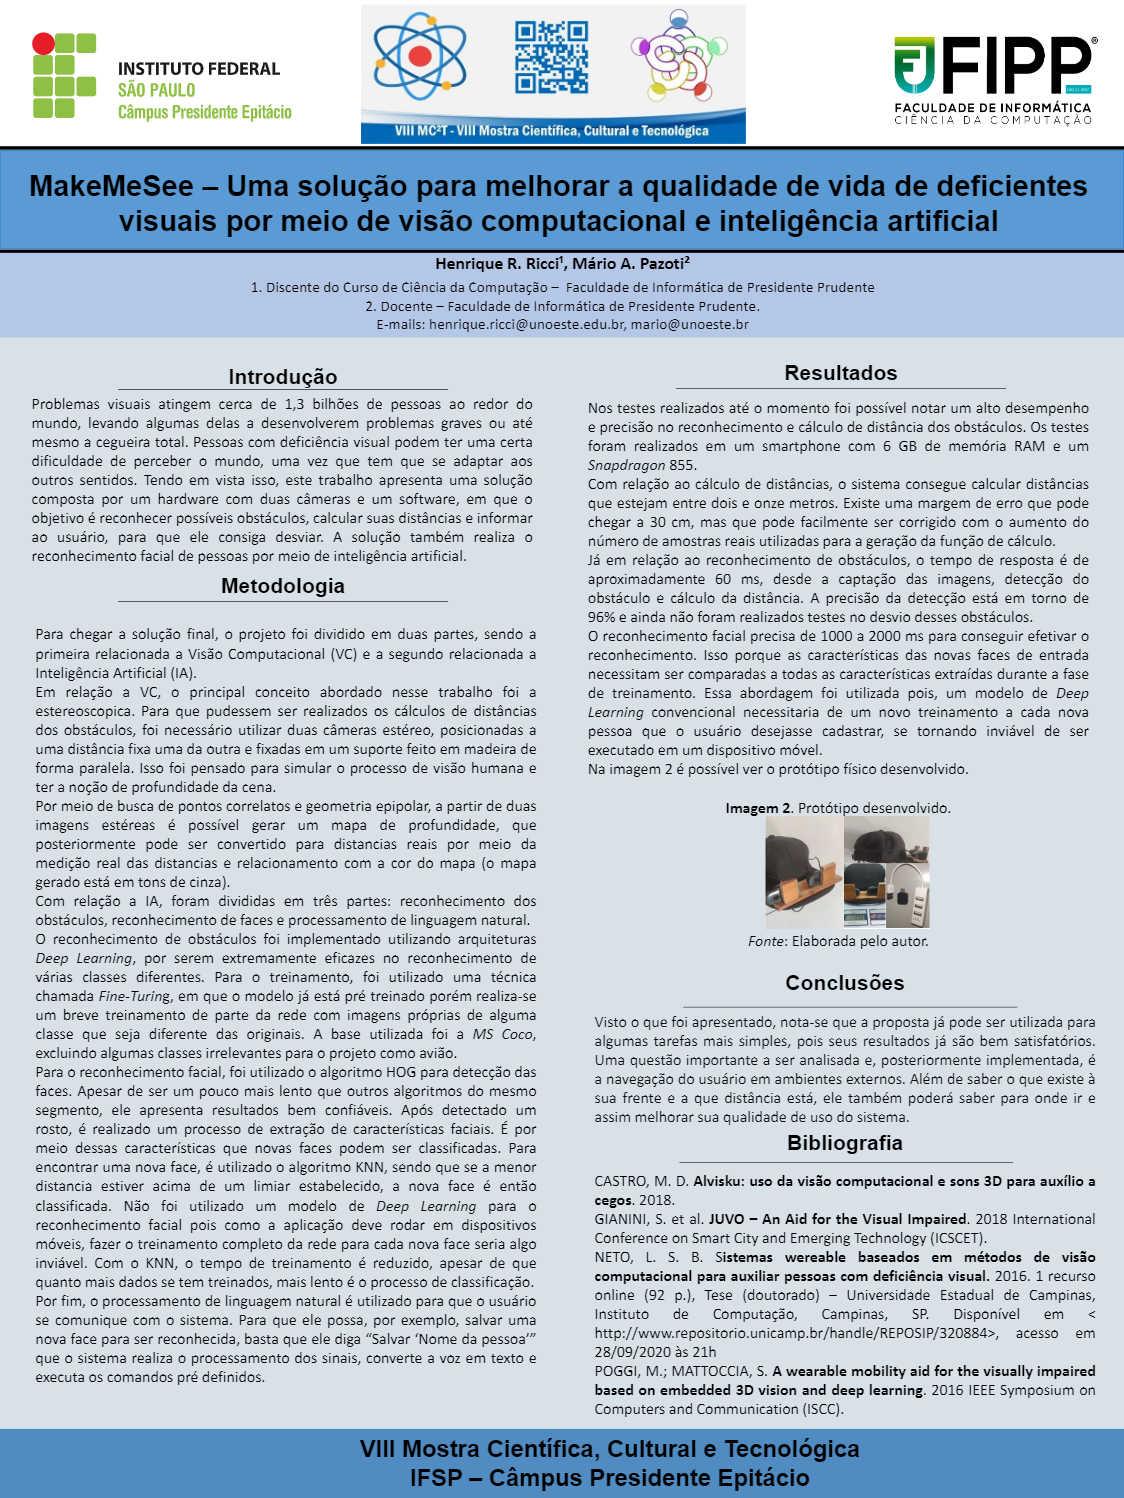 INSTITUTO FEDERAL
SÃO PAULO
Câmpus Presidente Epitácio
VIII MC²T - VIII Mostra Científica, Cultural e Tecnológica
FIPP®
FACULDADE DE INFORMÁTICA
CIÊNCIA DA COMPUTAÇÃO
MakeMeSee – Uma solução para melhorar a qualidade de vida de deficientes
visuais por meio de visão computacional e inteligência artificial
Henrique R. Ricci¹, Mário A. Pazoti²
1. Discente do Curso de Ciência da Computação – Faculdade de Informática de Presidente Prudente
2. Docente – Faculdade de Informática de Presidente Prudente.
E-mails: henrique.ricci@unoeste.edu.br, mario@unoeste.br
Introdução
Problemas visuais atingem cerca de 1,3 bilhões de pessoas ao redor do
mundo, levando algumas delas a desenvolverem problemas graves ou até
mesmo a cegueira total. Pessoas com deficiência visual podem ter uma certa
dificuldade de perceber o mundo, uma vez que tem que se adaptar aos
outros sentidos. Tendo em vista isso, este trabalho apresenta uma solução
composta por um hardware com duas câmeras e um software, em que o
objetivo é reconhecer possíveis obstáculos, calcular suas distâncias e informar
ao usuário, para que ele consiga desviar. A solução também realiza o
reconhecimento facial de pessoas por meio de inteligência artificial.
Metodologia
Para chegar a solução final, o projeto foi dividido em duas partes, sendo a
primeira relacionada a Visão Computacional (VC) e a segundo relacionada a
Inteligência Artificial (IA).
Em relação a VC, o principal conceito abordado nesse trabalho foi a
estereoscopica. Para que pudessem ser realizados os cálculos de distâncias
dos obstáculos, foi necessário utilizar duas câmeras estéreo, posicionadas a
uma distância fixa uma da outra e fixadas em um suporte feito em madeira de
forma paralela. Isso foi pensado para simular o processo de visão humana e
ter a noção de profundidade da cena.
Por meio de busca de pontos correlatos e geometria epipolar, a partir de duas
imagens estéreas é possível gerar um mapa de profundidade, que
posteriormente pode ser convertido para distancias reais por meio da
medição real das distancias e relacionamento com a cor do mapa (o mapa
gerado está em tons de cinza).
Com relação a IA, foram divididas em três partes: reconhecimento dos
obstáculos, reconhecimento de faces e processamento de linguagem natural.
O reconhecimento de obstáculos foi implementado utilizando arquiteturas
Deep Learning, por serem extremamente eficazes no reconhecimento de
várias classes diferentes. Para o treinamento, foi utilizado uma técnica
chamada Fine-Turing, em que o modelo já está pré treinado porém realiza-se
um breve treinamento de parte da rede com imagens próprias de alguma
classe que seja diferente das originais. A base utilizada foi a MS Coco,
excluindo algumas classes irrelevantes para o projeto como avião.
Para o reconhecimento facial, foi utilizado o algoritmo HOG para detecção das
faces. Apesar de ser um pouco mais lento que outros algoritmos do mesmo
segmento, ele apresenta resultados bem confiáveis. Após detectado um
rosto, é realizado um processo de extração de características faciais. É por
meio dessas características que novas faces podem ser classificadas. Para
encontrar uma nova face, é utilizado o algoritmo KNN, sendo que se a menor
distancia estiver acima de um limiar estabelecido, a nova face é então
classificada. Não foi utilizado um modelo de Deep Learning para o
reconhecimento facial pois como a aplicação deve rodar em dispositivos
móveis, fazer o treinamento completo da rede para cada nova face seria algo
inviável. Com o KNN, o tempo de treinamento é reduzido, apesar de que
quanto mais dados se tem treinados, mais lento é o processo de classificação.
Por fim, o processamento de linguagem natural é utilizado para que o usuário
se comunique com o sistema. Para que ele possa, por exemplo, salvar uma
nova face para ser reconhecida, basta que ele diga “Salvar ‘Nome da pessoa’”
que o sistema realiza o processamento dos sinais, converte a voz em texto e
executa os comandos pré definidos.
Resultados
Nos testes realizados até o momento foi possível notar um alto desempenho
e precisão no reconhecimento e cálculo de distância dos obstáculos. Os testes
foram realizados em um smartphone com 6 GB de memória RAM e um
Snapdragon 855.
Com relação ao cálculo de distâncias, o sistema consegue calcular distâncias
que estejam entre dois e onze metros. Existe uma margem de erro que pode
chegar a 30 cm, mas que pode facilmente ser corrigido com o aumento do
número de amostras reais utilizadas para a geração da função de cálculo.
Já em relação ao reconhecimento de obstáculos, o tempo de resposta é de
aproximadamente 60 ms, desde a captação das imagens, detecção do
obstáculo e cálculo da distância. A precisão da detecção está em torno de
96% e ainda não foram realizados testes no desvio desses obstáculos.
O reconhecimento facial precisa de 1000 a 2000 ms para conseguir efetivar o
reconhecimento. Isso porque as características das novas faces de entrada
necessitam ser comparadas a todas as características extraídas durante a fase
de treinamento. Essa abordagem foi utilizada pois, um modelo de Deep
Learning convencional necessitaria de um novo treinamento a cada nova
pessoa que o usuário desejasse cadastrar, se tornando inviável de ser
executado em um dispositivo móvel.
Na imagem 2 é possível ver o protótipo físico desenvolvido.
Imagem 2. Protótipo desenvolvido.
Fonte: Elaborada pelo autor.
Conclusões
Visto o que foi apresentado, nota-se que a proposta já pode ser utilizada para
algumas tarefas mais simples, pois seus resultados já são bem satisfatórios.
Uma questão importante a ser analisada e, posteriormente implementada, é
a navegação do usuário em ambientes externos. Além de saber o que existe à
sua frente e a que distância está, ele também poderá saber para onde ir e
assim melhorar sua qualidade de uso do sistema.
Bibliografia
CASTRO, M. D. Alvisku: uso da visão computacional e sons 3D para auxílio a
cegos. 2018.
GIANINI, S. et al. JUVO – An Aid for the Visual Impaired. 2018 International
Conference on Smart City and Emerging Technology (ICSCET).
NETO, L. S. B. Sistemas wereable baseados em métodos de visão
computacional para auxiliar pessoas com deficiência visual. 2016. 1 recurso
online (92 p.), Tese (doutorado) – Universidade Estadual de Campinas,
Instituto de Computação, Campinas, SP. Disponível em <
http://www.repositorio.unicamp.br/handle/REPOSIP/320884>, acesso em
28/09/2020 às 21h
POGGI, M.; MATTOCCIA, S. A wearable mobility aid for the visually impaired
based on embedded 3D vision and deep learning. 2016 IEEE Symposium on
Computers and Communication (ISCC).
VIII Mostra Científica, Cultural e Tecnológica
IFSP – Câmpus Presidente Epitácio